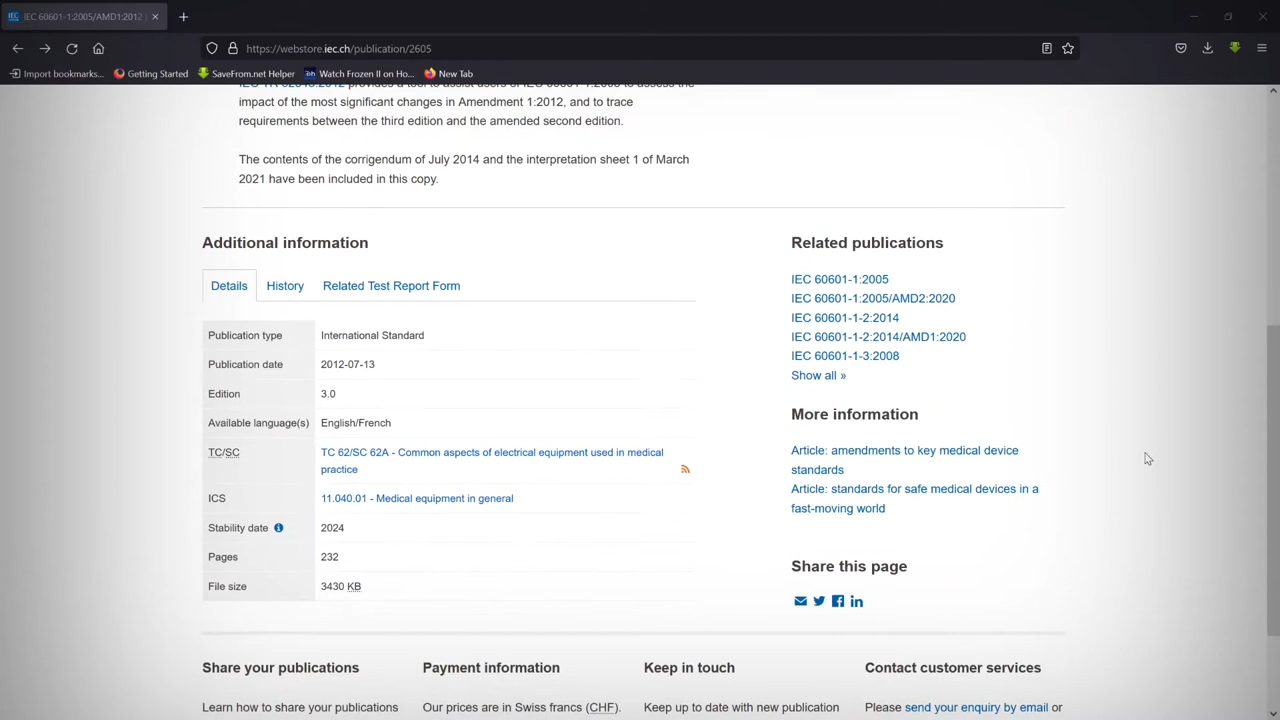 IEC 60601-1:2005/AMD1:2012 |
https://webstore.iec.ch/publication/2605
Import bookmarks...
Getting Started
SaveFrom.net Helper
Watch Frozen II on Ho...
New Tab
IEC TR 62348:2012 provides a tool to assist users of IEC 60601-1:2005 to assess the
impact of the most significant changes in Amendment 1:2012, and to trace
requirements between the third edition and the amended second edition.
The contents of the corrigendum of July 2014 and the interpretation sheet 1 of March
2021 have been included in this copy.
Additional information
Details
History
Related Test Report Form
Publication type
International Standard
Publication date
2012-07-13
Edition
3.0
Available language(s)
English/French
TC/SC
TC 62/SC 62A - Common aspects of electrical equipment used in medical
practice
ICS
11.040.01 - Medical equipment in general
Stability date
2024
Pages
232
File size
3430 KB
Related publications
IEC 60601-1:2005
IEC 60601-1:2005/AMD2:2020
IEC 60601-1-2:2014
IEC 60601-1-2:2014/AMD1:2020
IEC 60601-1-3:2008
Show all »
More information
Article: amendments to key medical device
standards
Article: standards for safe medical devices in a
fast-moving world
Share this page
Share your publications
Learn how to share your publications
Payment information
Our prices are in Swiss francs (CHF).
Keep in touch
Keep up to date with new publication
Contact customer services
Please send your enquiry by email or